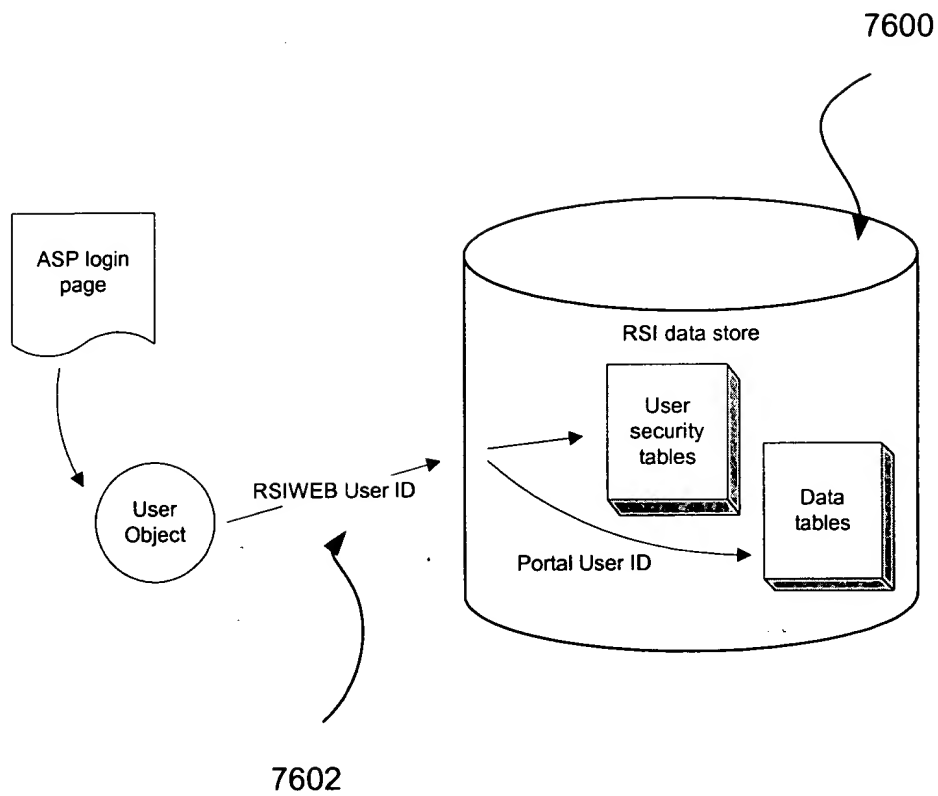 7600
ASP login
page
RSI data store
User
security
tables
RSIWEB User ID
User
Object
Data
tables
Portal User ID
7602